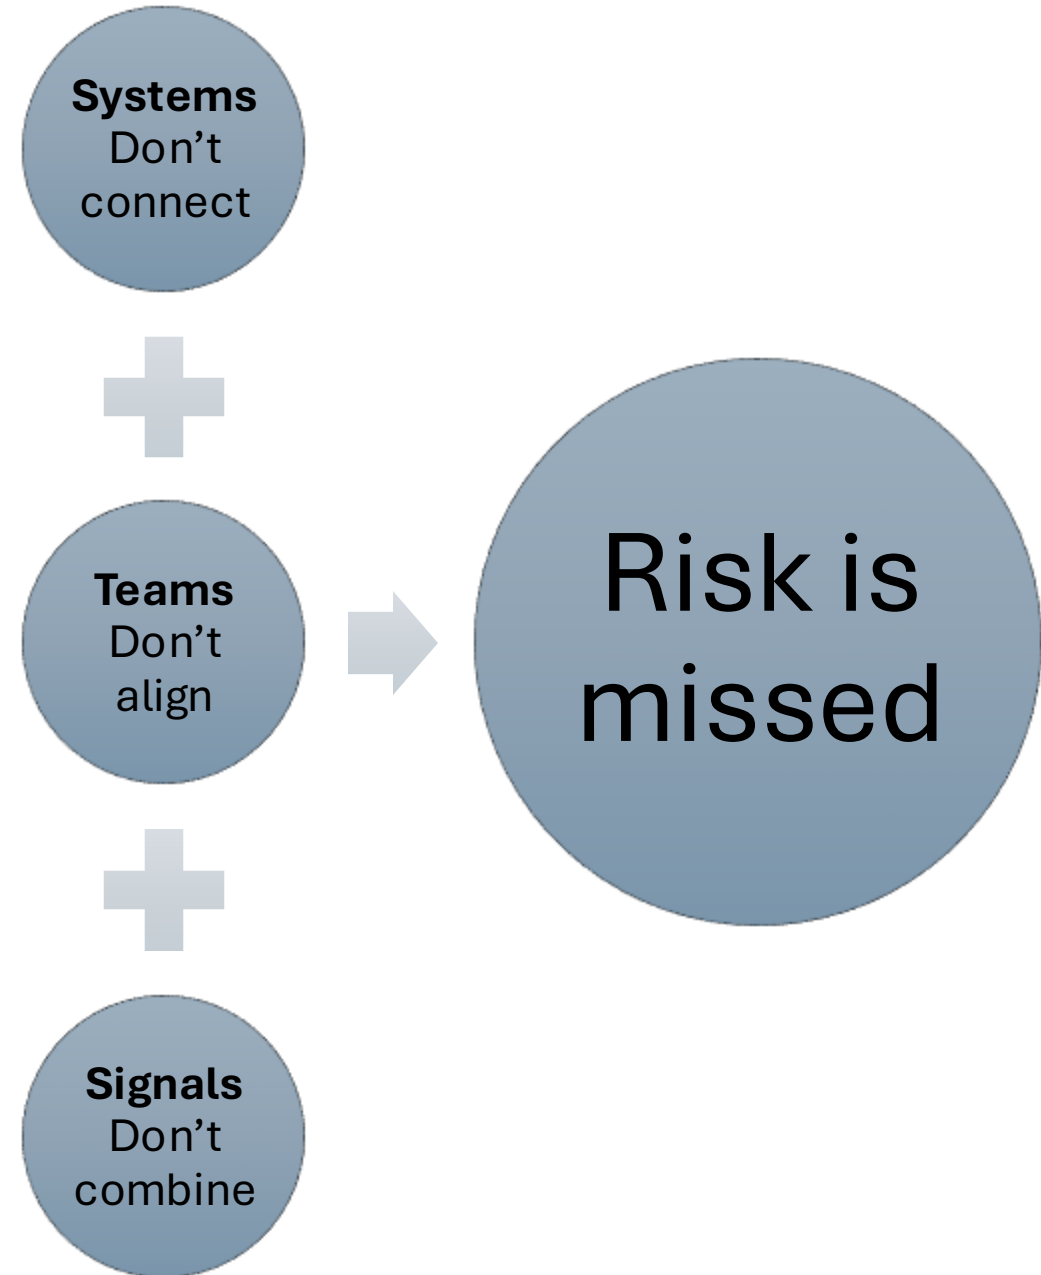 Systems
Don’t
connect
Teams
Don’t
align
Signals
Don’t
combine
Risk is
missed